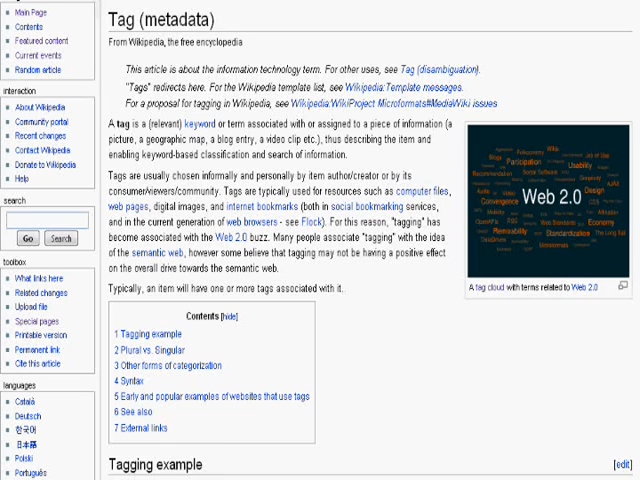 Main Page
Contents
Featured content
Current events
Random article
interaction
About Wikipedia
Community portal
Recent changes
Contact Wikipedia
Donate to Wikipedia
Help
search
Go Search
toolbox
What links here
Related changes
Upload file
Special pages
Printable version
Permanent link
Cite this article
languages
Català
Deutsch
한국어
日本語
Polski
Português
Tag (metadata)
From Wikipedia, the free encyclopedia
This article is about the information technology term. For other uses, see Tag (disambiguation).
"Tags" redirects here. For the Wikipedia template list, see Wikipedia:Template messages.
For a proposal for tagging in Wikipedia, see Wikipedia:WikiProject Microformats#MediaWiki issues
A tag is a (relevant) keyword or term associated with or assigned to a piece of information (a
picture, a geographic map, a blog entry, a video clip etc.), thus describing the item and
enabling keyword-based classification and search of information.
Tags are usually chosen informally and personally by item author/creator or by its
consumer/viewers/community. Tags are typically used for resources such as computer files,
web pages, digital images, and internet bookmarks (both in social bookmarking services,
and in the current generation of web browsers - see Flock). For this reason, "tagging" has
become associated with the Web 2.0 buzz. Many people associate "tagging" with the idea
of the semantic web, however some believe that tagging may not be having a positive effect
on the overall drive towards the semantic web.
Typically, an item will have one or more tags associated with it.
Contents [hide]
1 Tagging example
2 Plural vs. Singular
3 Other forms of categorization
4 Syntax
5 Early and popular examples of websites that use tags
6 See also
7 External links
Tagging example [edit]
Wikis
Blogs Participation Joy of Use
Usability
Recommendation Social Software
Web 2.0 Design
Convergence CSS
Mobility
Economy
Remixability Standardization The Long Tail
DataDriven
A tag cloud with terms related to Web 2.0